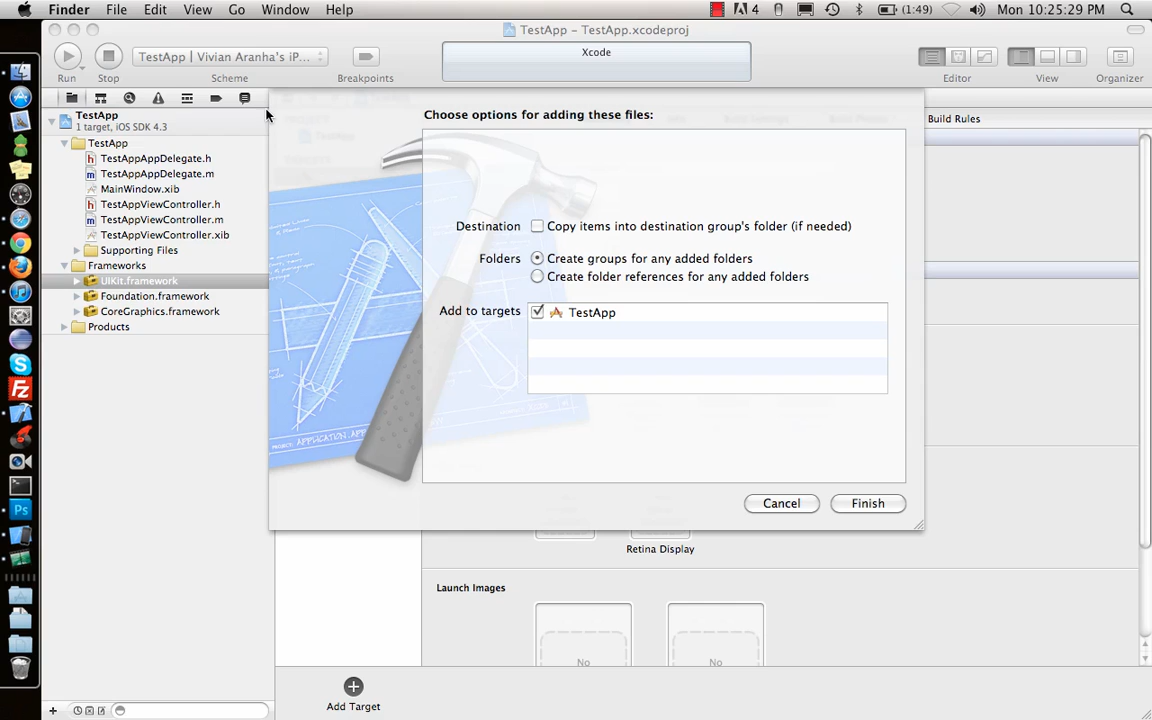 Finder File Edit View Go Window Help
4 (1:49) Mon 10:25:29 PM
TestApp – TestApp.xcodeproj
TestApp | Vivian Aranha's iP...
Xcode
Run Stop Scheme Breakpoints Editor View Organizer
TestApp
1 target, iOS SDK 4.3
TestApp
TestAppAppDelegate.h
TestAppAppDelegate.m
MainWindow.xib
TestAppViewController.h
TestAppViewController.m
TestAppViewController.xib
Supporting Files
Frameworks
UIKit.framework
Foundation.framework
CoreGraphics.framework
Products
Choose options for adding these files:
Build Rules
Destination Copy items into destination group's folder (if needed)
Folders Create groups for any added folders
Create folder references for any added folders
Add to targets TestApp
Cancel Finish
Retina Display
Launch Images
No No
Add Target